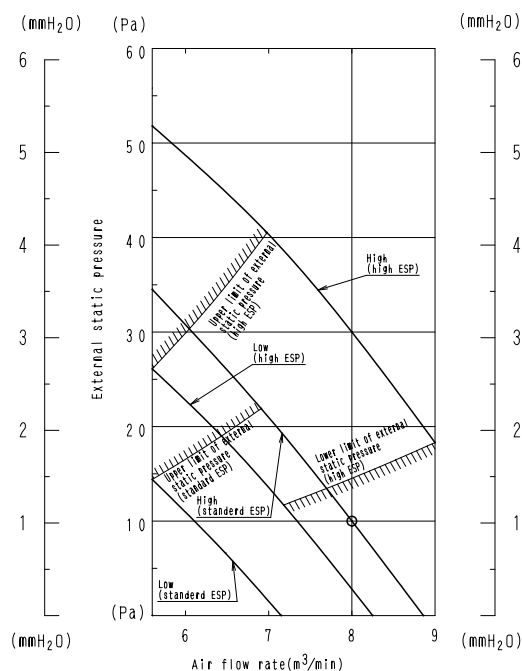 (mmH2O)
(Pa)
(mmH2O)
6
5
4
3
2
1
0
(mmH2O)
60
50
40
30
20
10
(Pa)
External static pressure
High
(high ESP)
Upper limit of external
static pressure
(high ESP)
Low
(high ESP)
Upper limit of external
static pressure
(standard ESP)
High
(standerd ESP)
Lower limit of external
static pressure
(high ESP)
Low
(standerd ESP)
6
7
8
9
Air flow rate(m³/min)
6
5
4
3
2
1
0
(mmH2O)